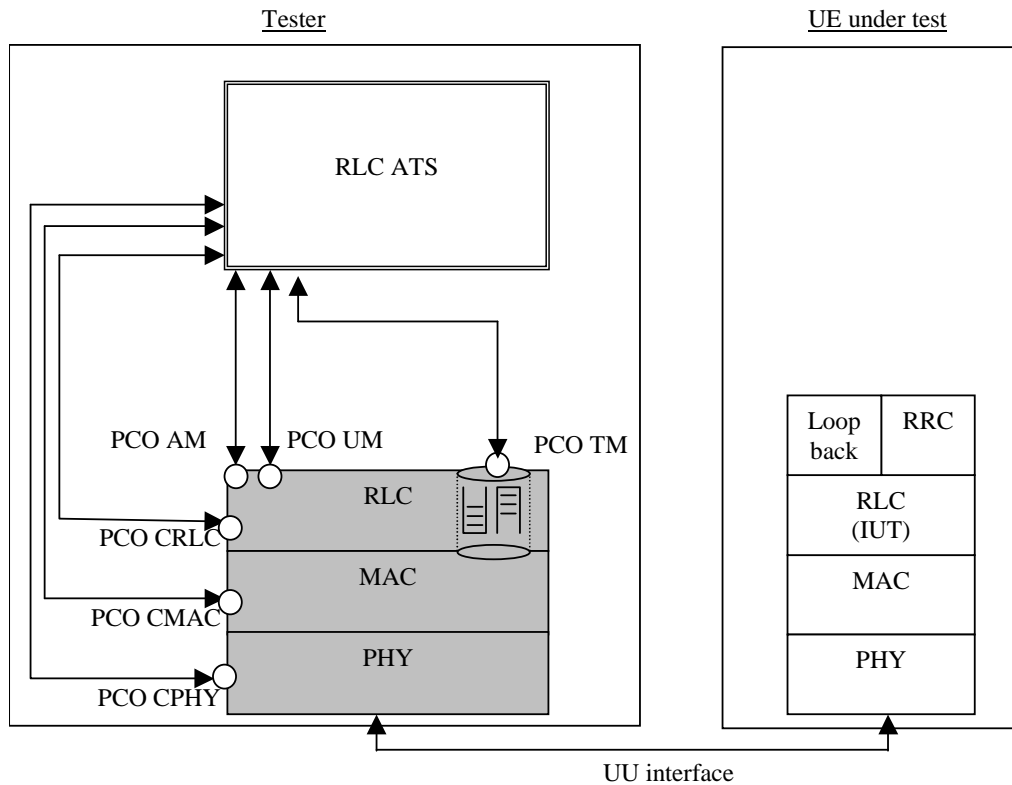 Tester
UE under test
RLC ATS
PCO AM
PCO UM
PCO TM
Loop
back
RRC
RLC
RLC
(IUT)
PCO CRLC
MAC
MAC
PCO CMAC
PHY
PHY
PCO CPHY
UU interface